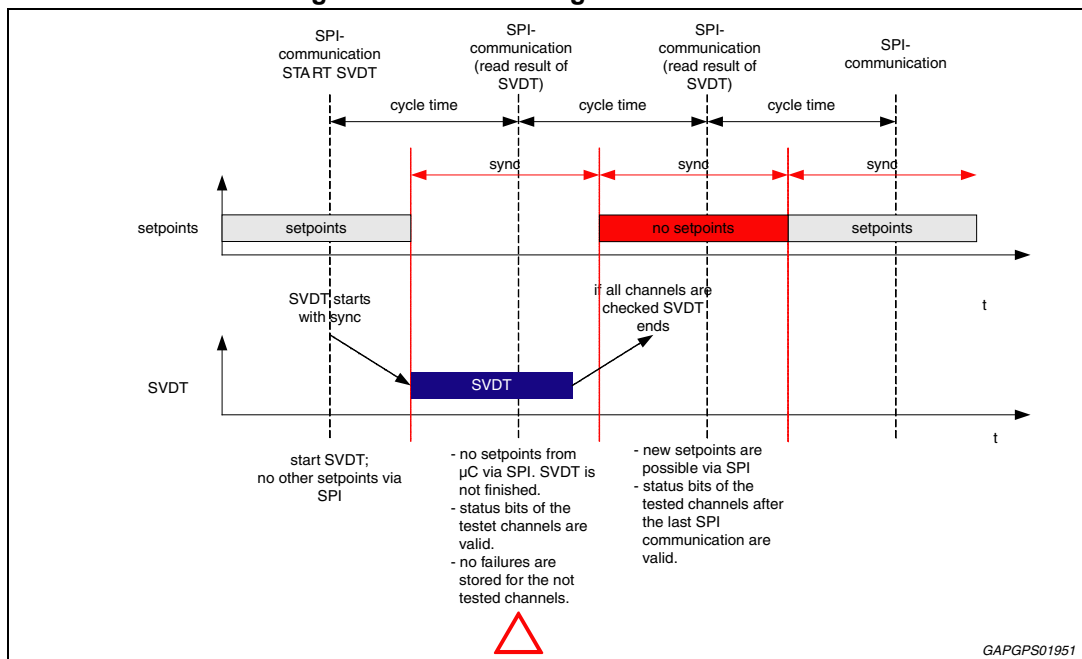 SPI-
communication
START SVDT
SPI-
communication
(read result of
SVDT)
SPI-
communication
(read result of
SVDT)
SPI-
communication
cycle time
cycle time
cycle time
sync
sync
sync
setpoints
setpoints
no setpoints
setpoints
t
SVDT starts
with sync
if all channels are
checked SVDT
ends
SVDT
SVDT
t
start SVDT;
no other setpoints via
SPI
- no setpoints from
µC via SPI. SVDT is
not finished.
- status bits of the
testet channels are
valid.
- no failures are
stored for the not
tested channels.
- new setpoints are
possible via SPI
- status bits of the
tested channels after
the last SPI
communication are
valid.
GAPGPS01951